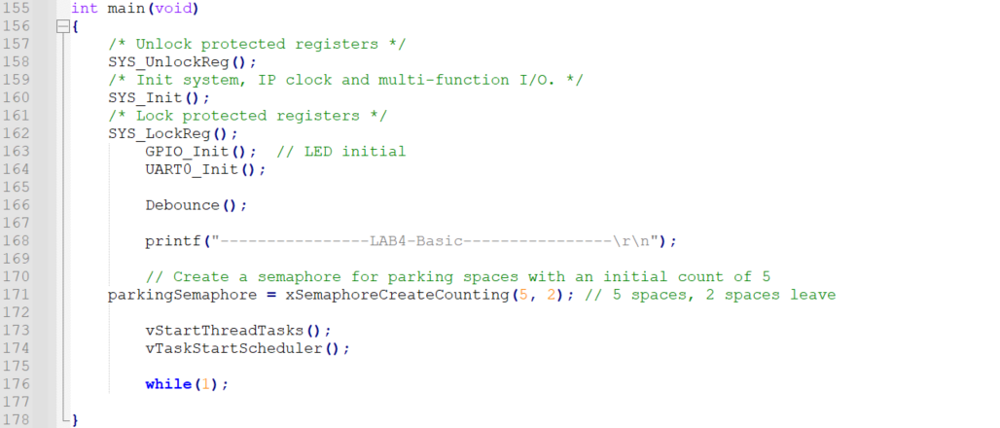 155 int main(void)
156 {
157 /* Unlock protected registers */
158 SYS_UnlockReg();
159 /* Init system, IP clock and multi-function I/O. */
160 SYS_Init();
161 /* Lock protected registers */
162 SYS_LockReg();
163 GPIO_Init();  // LED initial
164 UART0_Init();
165
166 Debounce();
167
168 printf("----------------LAB4-Basic----------------\r\n");
169
170 // Create a semaphore for parking spaces with an initial count of 5
171 parkingSemaphore = xSemaphoreCreateCounting(5, 2); // 5 spaces, 2 spaces leave
172
173 vStartThreadTasks();
174 vTaskStartScheduler();
175
176 while(1);
177
178 }